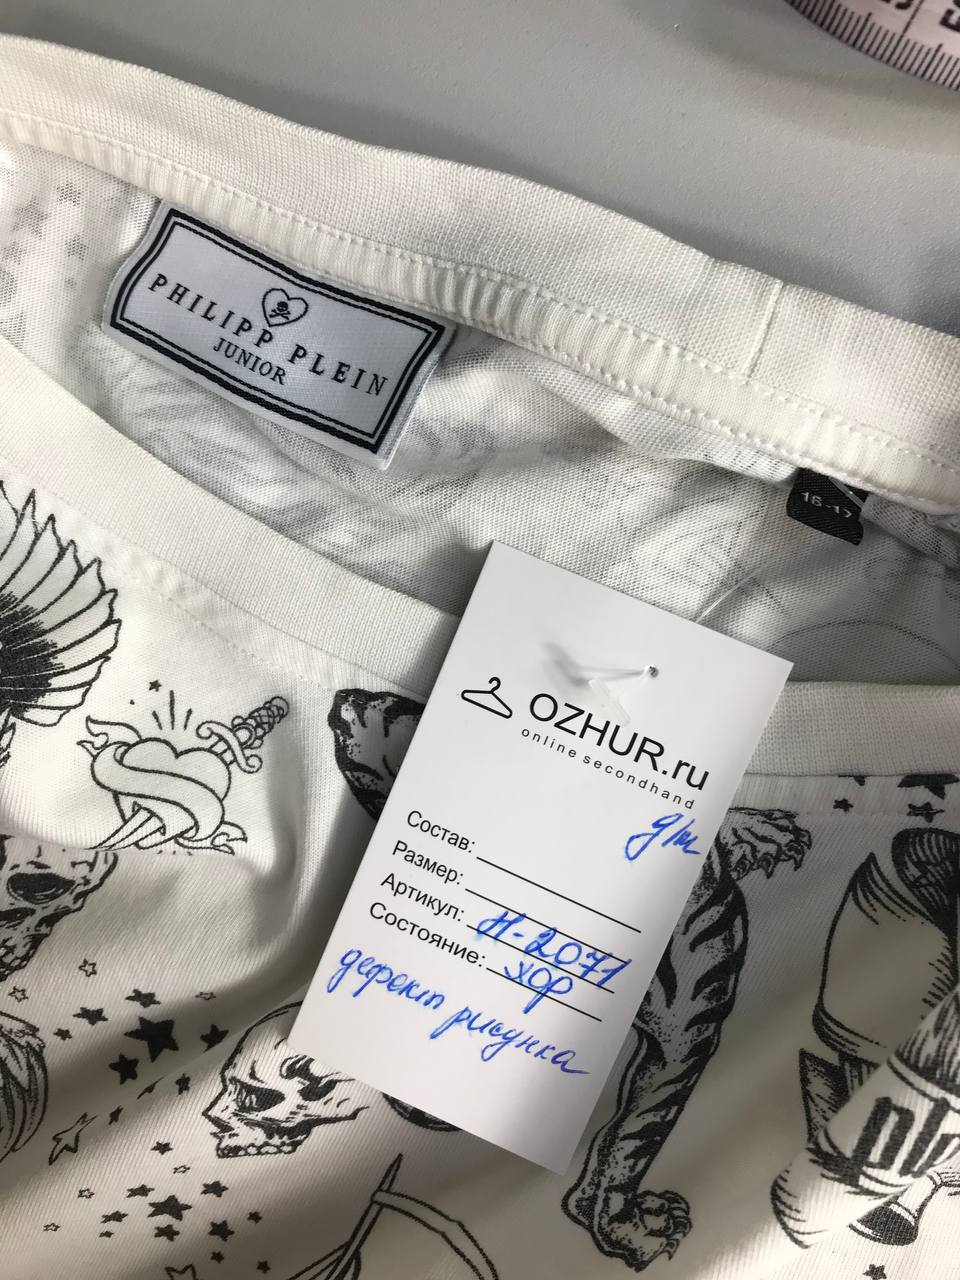 PHILIPP PLEIN
JUNIOR
16-17
OZHUR.ru
online secondhand
д/м
Состав:
Размер:
Артикул: Н-2071
Состояние: хор
дефект рисунка